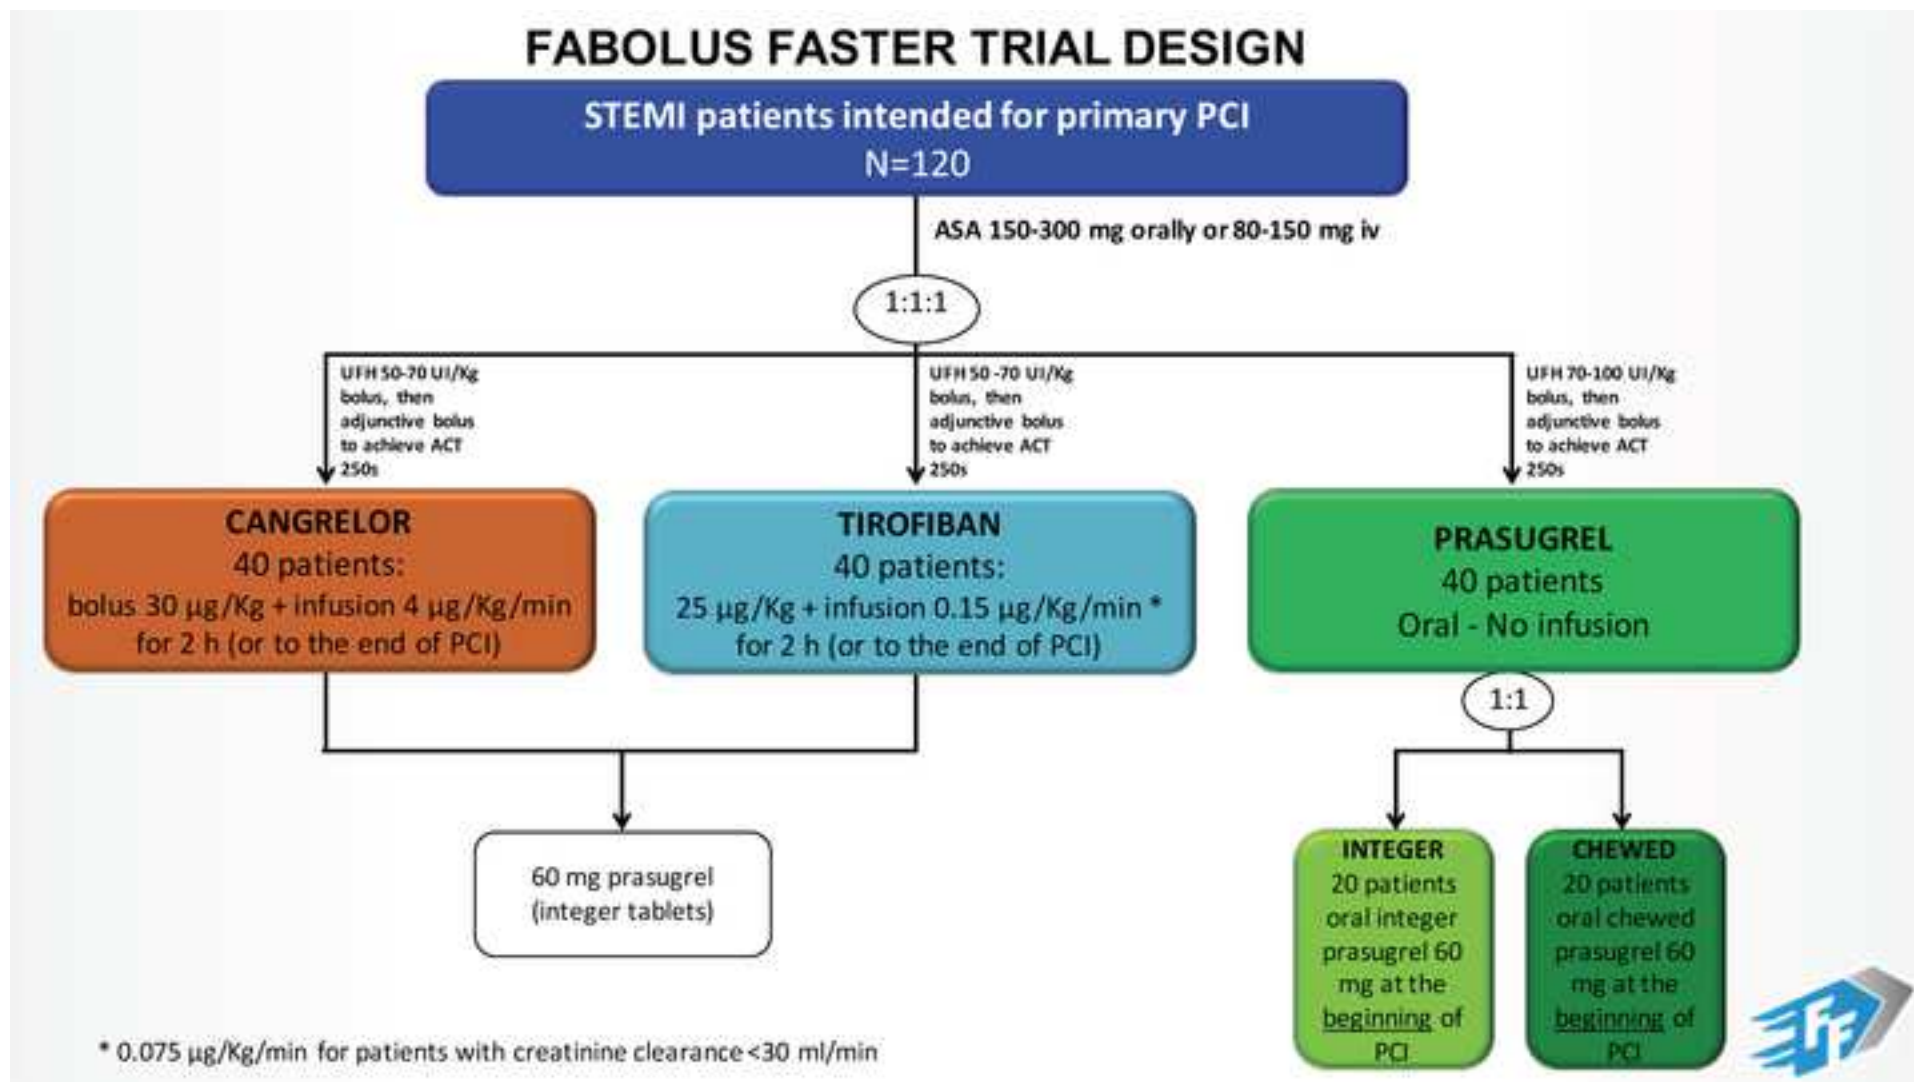 FABOLUS FASTER TRIAL DESIGN
STEMI patients intended for primary PCI
N=120
ASA 150-300 mg orally or 80-150 mg iv
1:1:1
UFH 50-70 UI/Kg
bolus, then
adjunctive bolus
to achieve ACT
250s
UFH 50 -70 UI/Kg
bolus, then
adjunctive bolus
to achieve ACT
250s
UFH 70-100 UI/Kg
bolus, then
adjunctive bolus
to achieve ACT
250s
CANGRELOR
40 patients:
bolus 30 µg/Kg + infusion 4 µg/Kg/min
for 2 h (or to the end of PCI)
TIROFIBAN
40 patients:
25 µg/Kg + infusion 0.15 µg/Kg/min *
for 2 h (or to the end of PCI)
PRASUGREL
40 patients
Oral - No infusion
1:1
60 mg prasugrel
(integer tablets)
INTEGER
20 patients
oral integer
prasugrel 60
mg at the
beginning of
PCI
CHEWED
20 patients
oral chewed
prasugrel 60
mg at the
beginning of
PCI
* 0.075 µg/Kg/min for patients with creatinine clearance <30 ml/min
FF